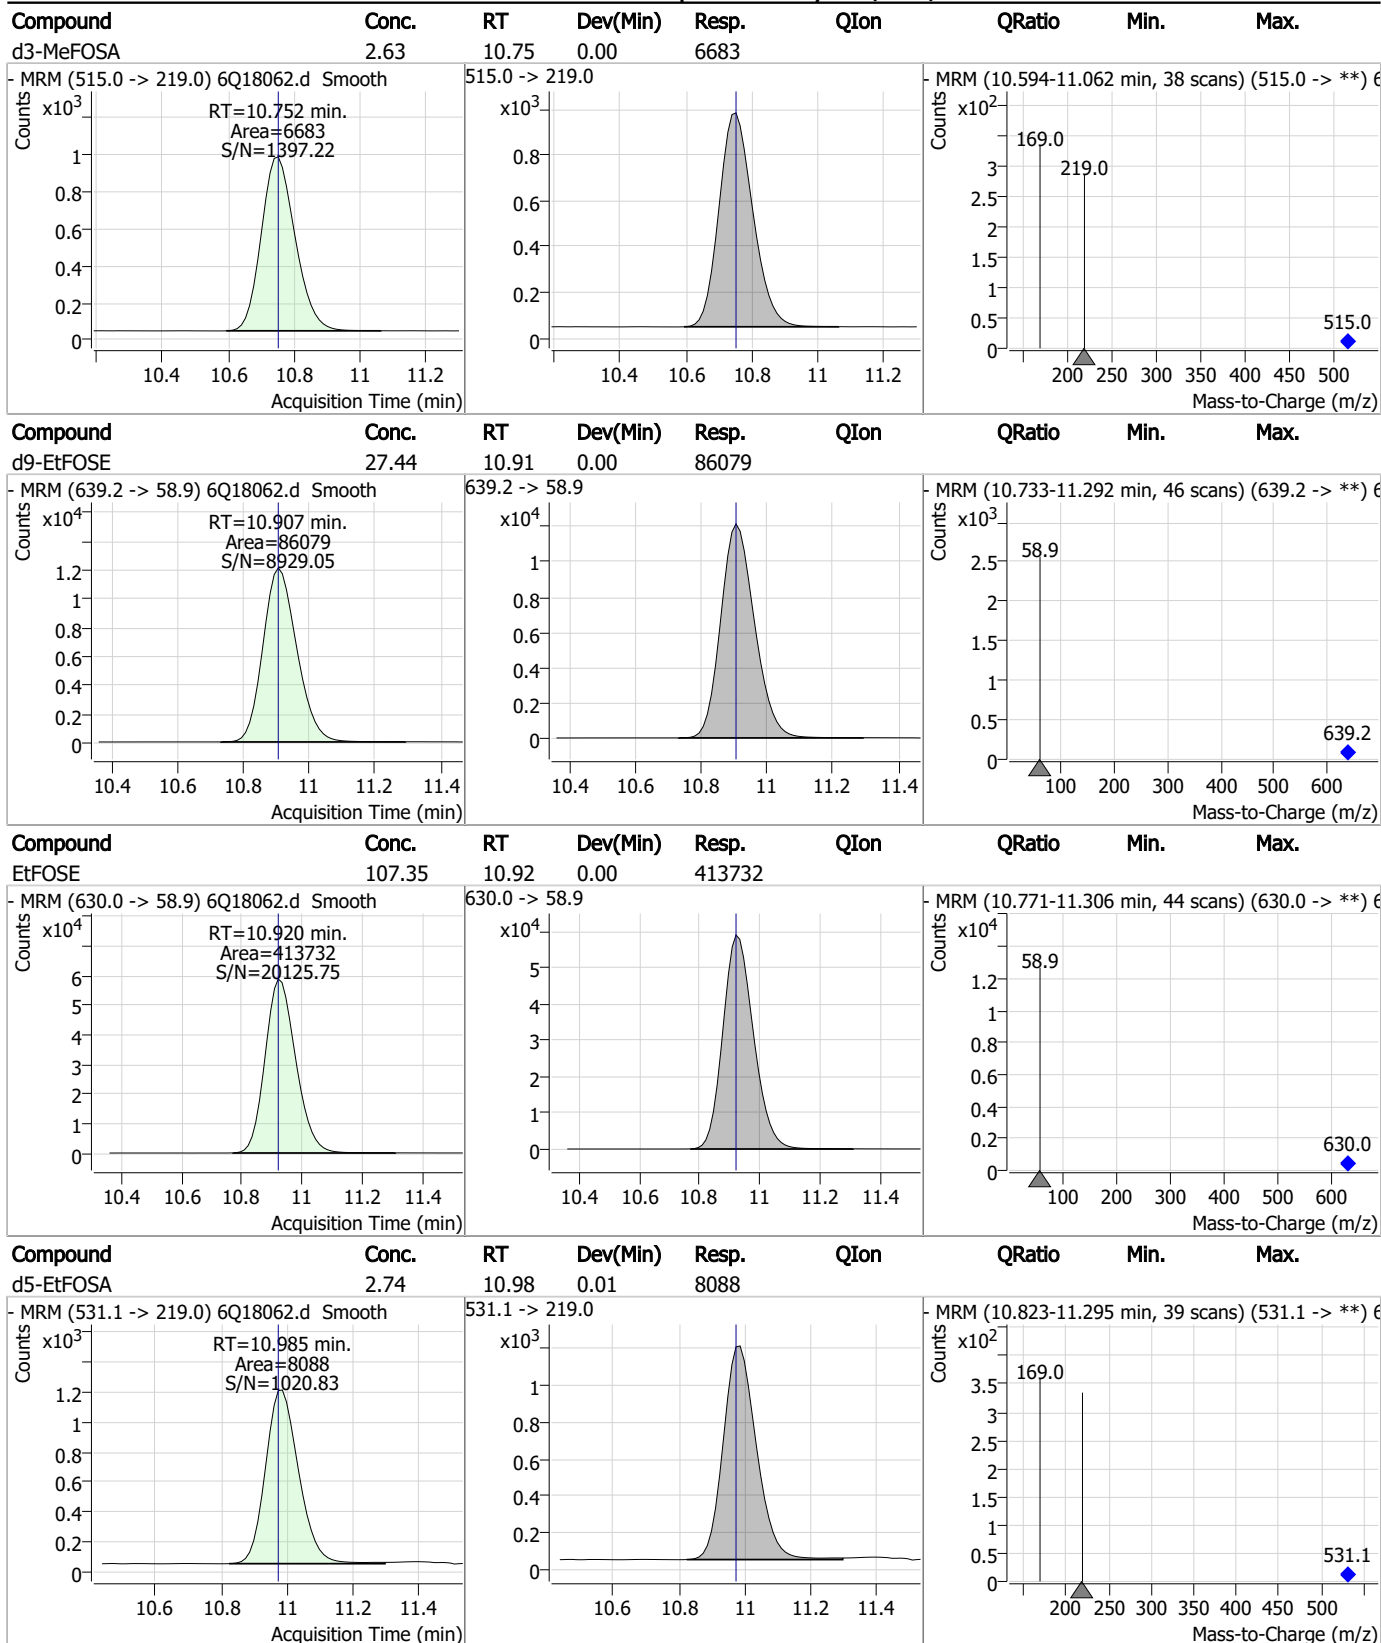 Compound Conc. RT Dev(Min) Resp. QIon QRatio Min. Max.
d3-MeFOSA 2.63 10.75 0.00 6683
- MRM (515.0 -> 219.0) 6Q18062.d Smooth
Counts
x10³
RT=10.752 min.
Area=6683
S/N=1397.22
1
0.8
0.6
0.4
0.2
0
10.4 10.6 10.8 11 11.2
Acquisition Time (min)
515.0 -> 219.0
x10³
0.8
0.6
0.4
0.2
0
10.4 10.6 10.8 11 11.2
- MRM (10.594-11.062 min, 38 scans) (515.0 -> **) 6
Counts
x10²
169.0
219.0
3
2.5
2
1.5
1
0.5
0
515.0
200 250 300 350 400 450 500
Mass-to-Charge (m/z)
Compound Conc. RT Dev(Min) Resp. QIon QRatio Min. Max.
d9-EtFOSE 27.44 10.91 0.00 86079
- MRM (639.2 -> 58.9) 6Q18062.d Smooth
Counts
x10⁴
RT=10.907 min.
Area=86079
S/N=8929.05
1.2
1
0.8
0.6
0.4
0.2
0
10.4 10.6 10.8 11 11.2 11.4
Acquisition Time (min)
639.2 -> 58.9
x10⁴
1
0.8
0.6
0.4
0.2
0
10.4 10.6 10.8 11 11.2 11.4
- MRM (10.733-11.292 min, 46 scans) (639.2 -> **) 6
Counts
x10³
58.9
2.5
2
1.5
1
0.5
0
639.2
100 200 300 400 500 600
Mass-to-Charge (m/z)
Compound Conc. RT Dev(Min) Resp. QIon QRatio Min. Max.
EtFOSE 107.35 10.92 0.00 413732
- MRM (630.0 -> 58.9) 6Q18062.d Smooth
Counts
x10⁴
RT=10.920 min.
Area=413732
S/N=20125.75
6
5
4
3
2
1
0
10.4 10.6 10.8 11 11.2 11.4
Acquisition Time (min)
630.0 -> 58.9
x10⁴
5
4
3
2
1
0
10.4 10.6 10.8 11 11.2 11.4
- MRM (10.771-11.306 min, 44 scans) (630.0 -> **) 6
Counts
x10⁴
58.9
1.2
1
0.8
0.6
0.4
0.2
0
630.0
100 200 300 400 500 600
Mass-to-Charge (m/z)
Compound Conc. RT Dev(Min) Resp. QIon QRatio Min. Max.
d5-EtFOSA 2.74 10.98 0.01 8088
- MRM (531.1 -> 219.0) 6Q18062.d Smooth
Counts
x10³
RT=10.985 min.
Area=8088
S/N=1020.83
1.2
1
0.8
0.6
0.4
0.2
0
10.6 10.8 11 11.2 11.4
Acquisition Time (min)
531.1 -> 219.0
x10³
1
0.8
0.6
0.4
0.2
0
10.6 10.8 11 11.2 11.4
- MRM (10.823-11.295 min, 39 scans) (531.1 -> **) 6
Counts
x10²
169.0
3.5
3
2.5
2
1.5
1
0.5
0
531.1
200 250 300 350 400 450 500
Mass-to-Charge (m/z)